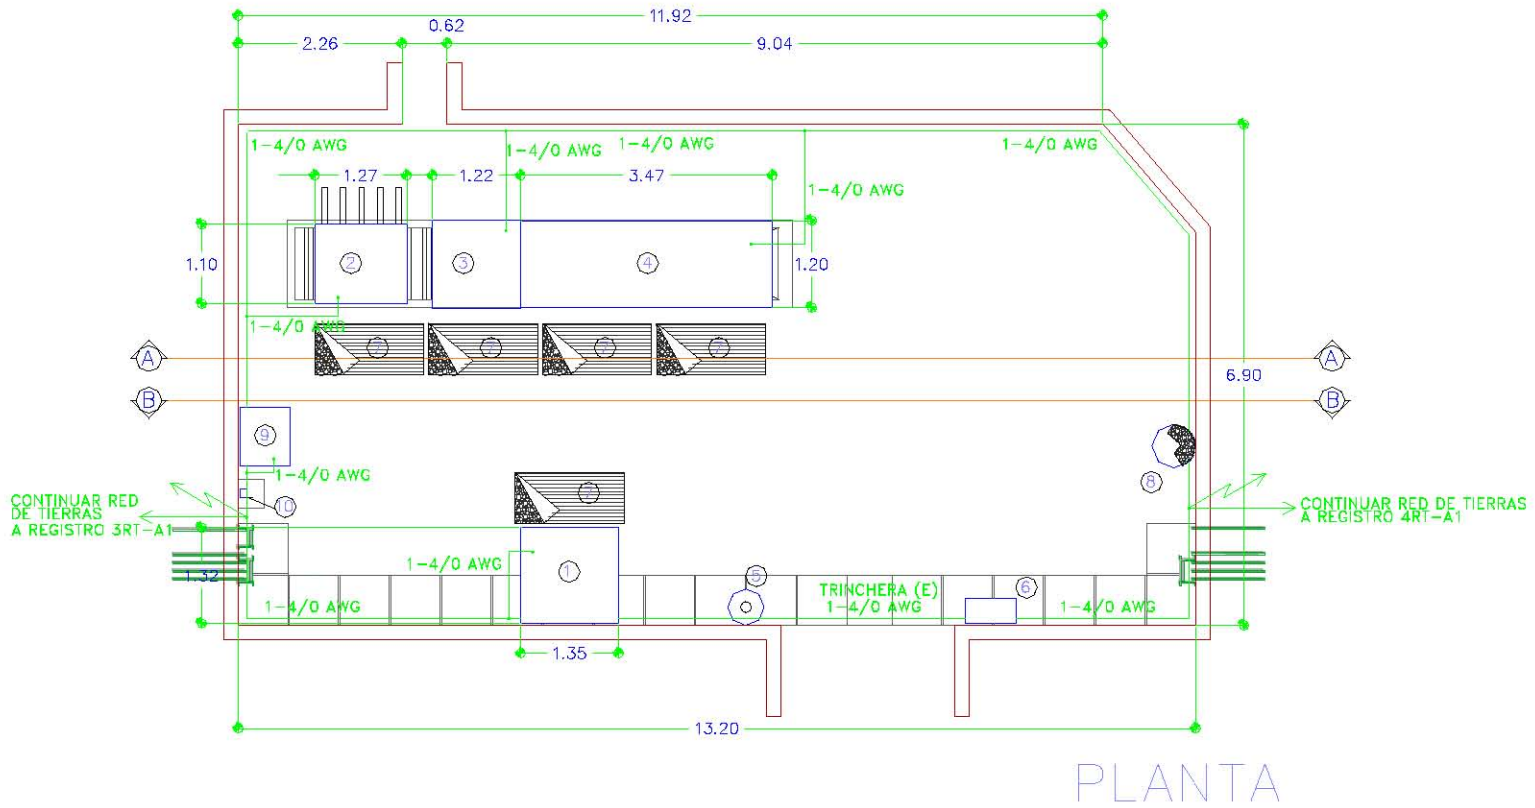 11.92
0.62
2.26
9.04
1-4/0 AWG
1-4/0 AWG
1-4/0 AWG
1-4/0 AWG
1.27
1.22
3.47
1-4/0 AWG
1.10
2
3
4
1.20
1-4/0 AWG
7
7
7
A
A
6.90
B
B
9
1-4/0 AWG
8
7
10
CONTINUAR RED
DE TIERRAS
A REGISTRO 3RT-A1
CONTINUAR RED DE TIERRAS
A REGISTRO 4RT-A1
1-4/0 AWG
1
1.32
5
6
TRINCHERA (E)
1-4/0 AWG
1-4/0 AWG
1-4/0 AWG
1.35
13.20
PLANTA